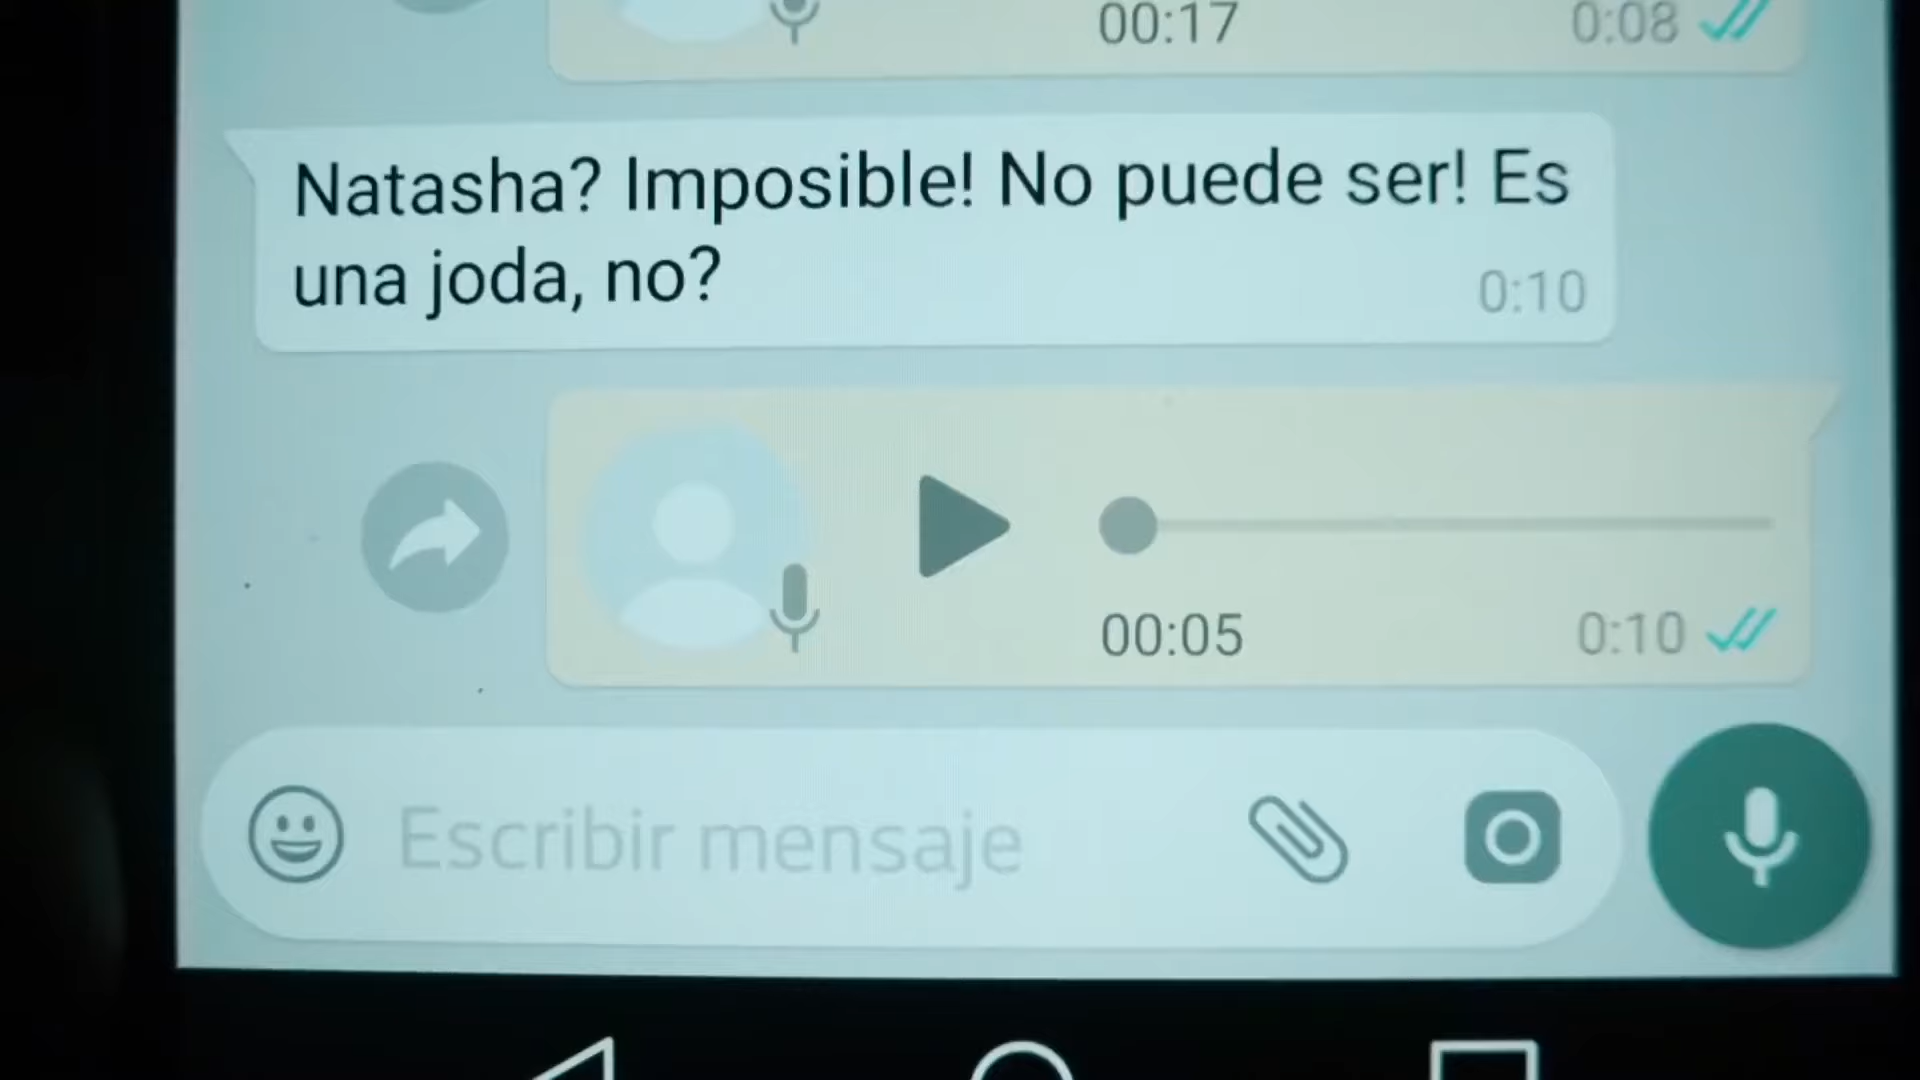 00:17 0:08
Natasha? Imposible! No puede ser! Es
una joda, no?
0:10
00:05 0:10
Escribir mensaje